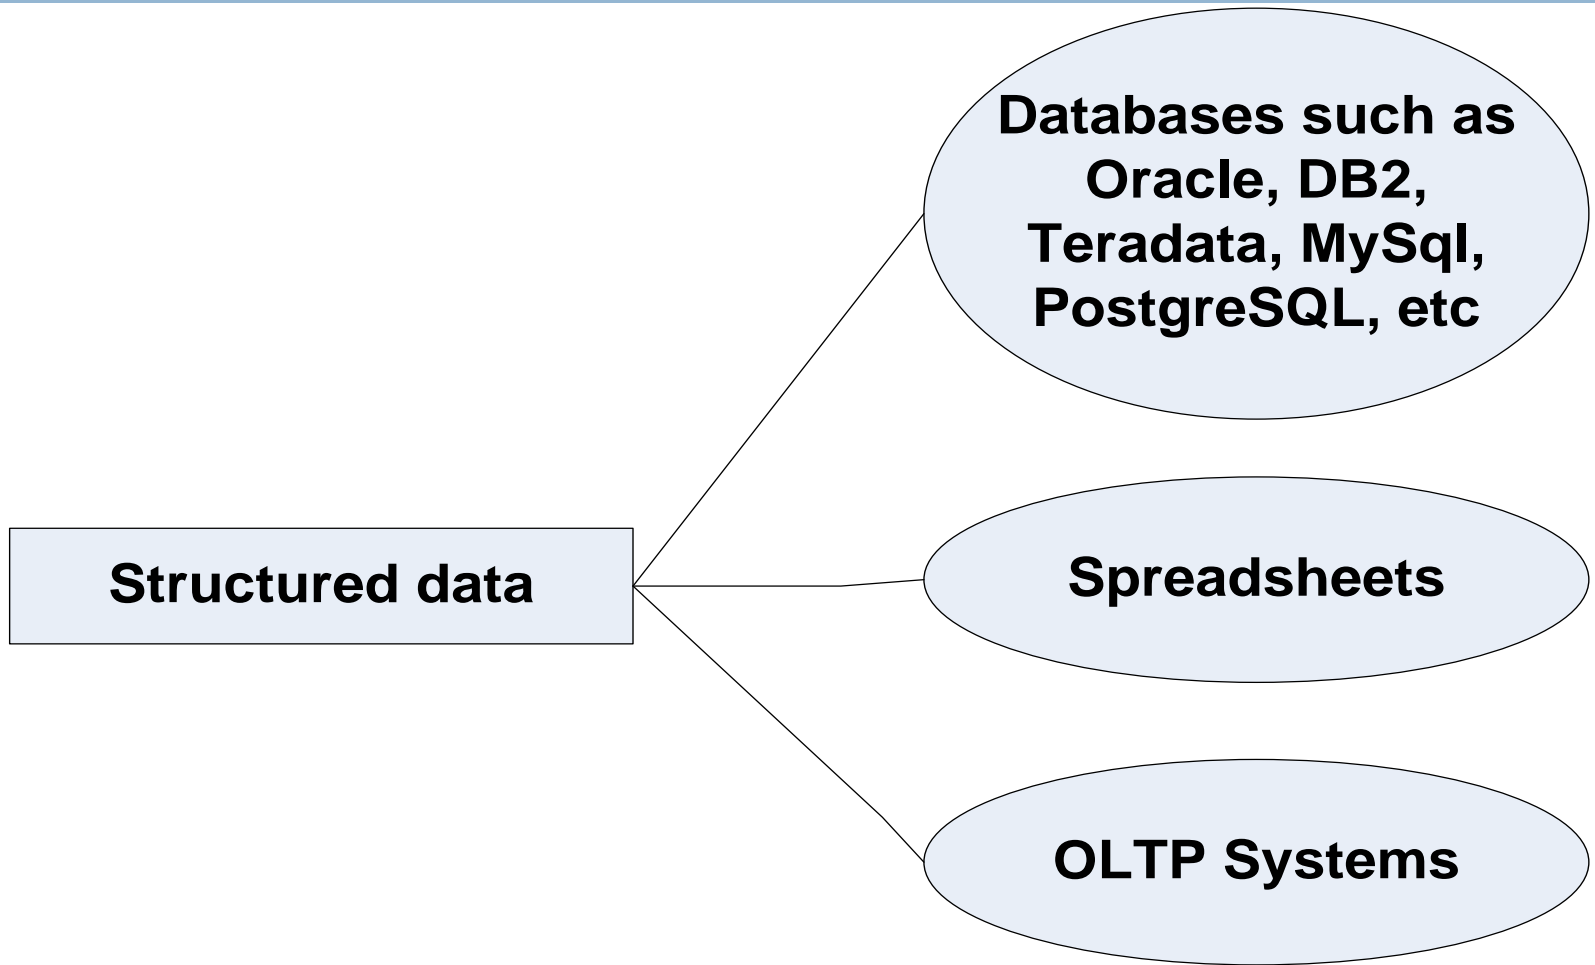 Databases such as
Oracle, DB2,
Teradata, MySql,
PostgreSQL, etc
Structured data
Spreadsheets
OLTP Systems